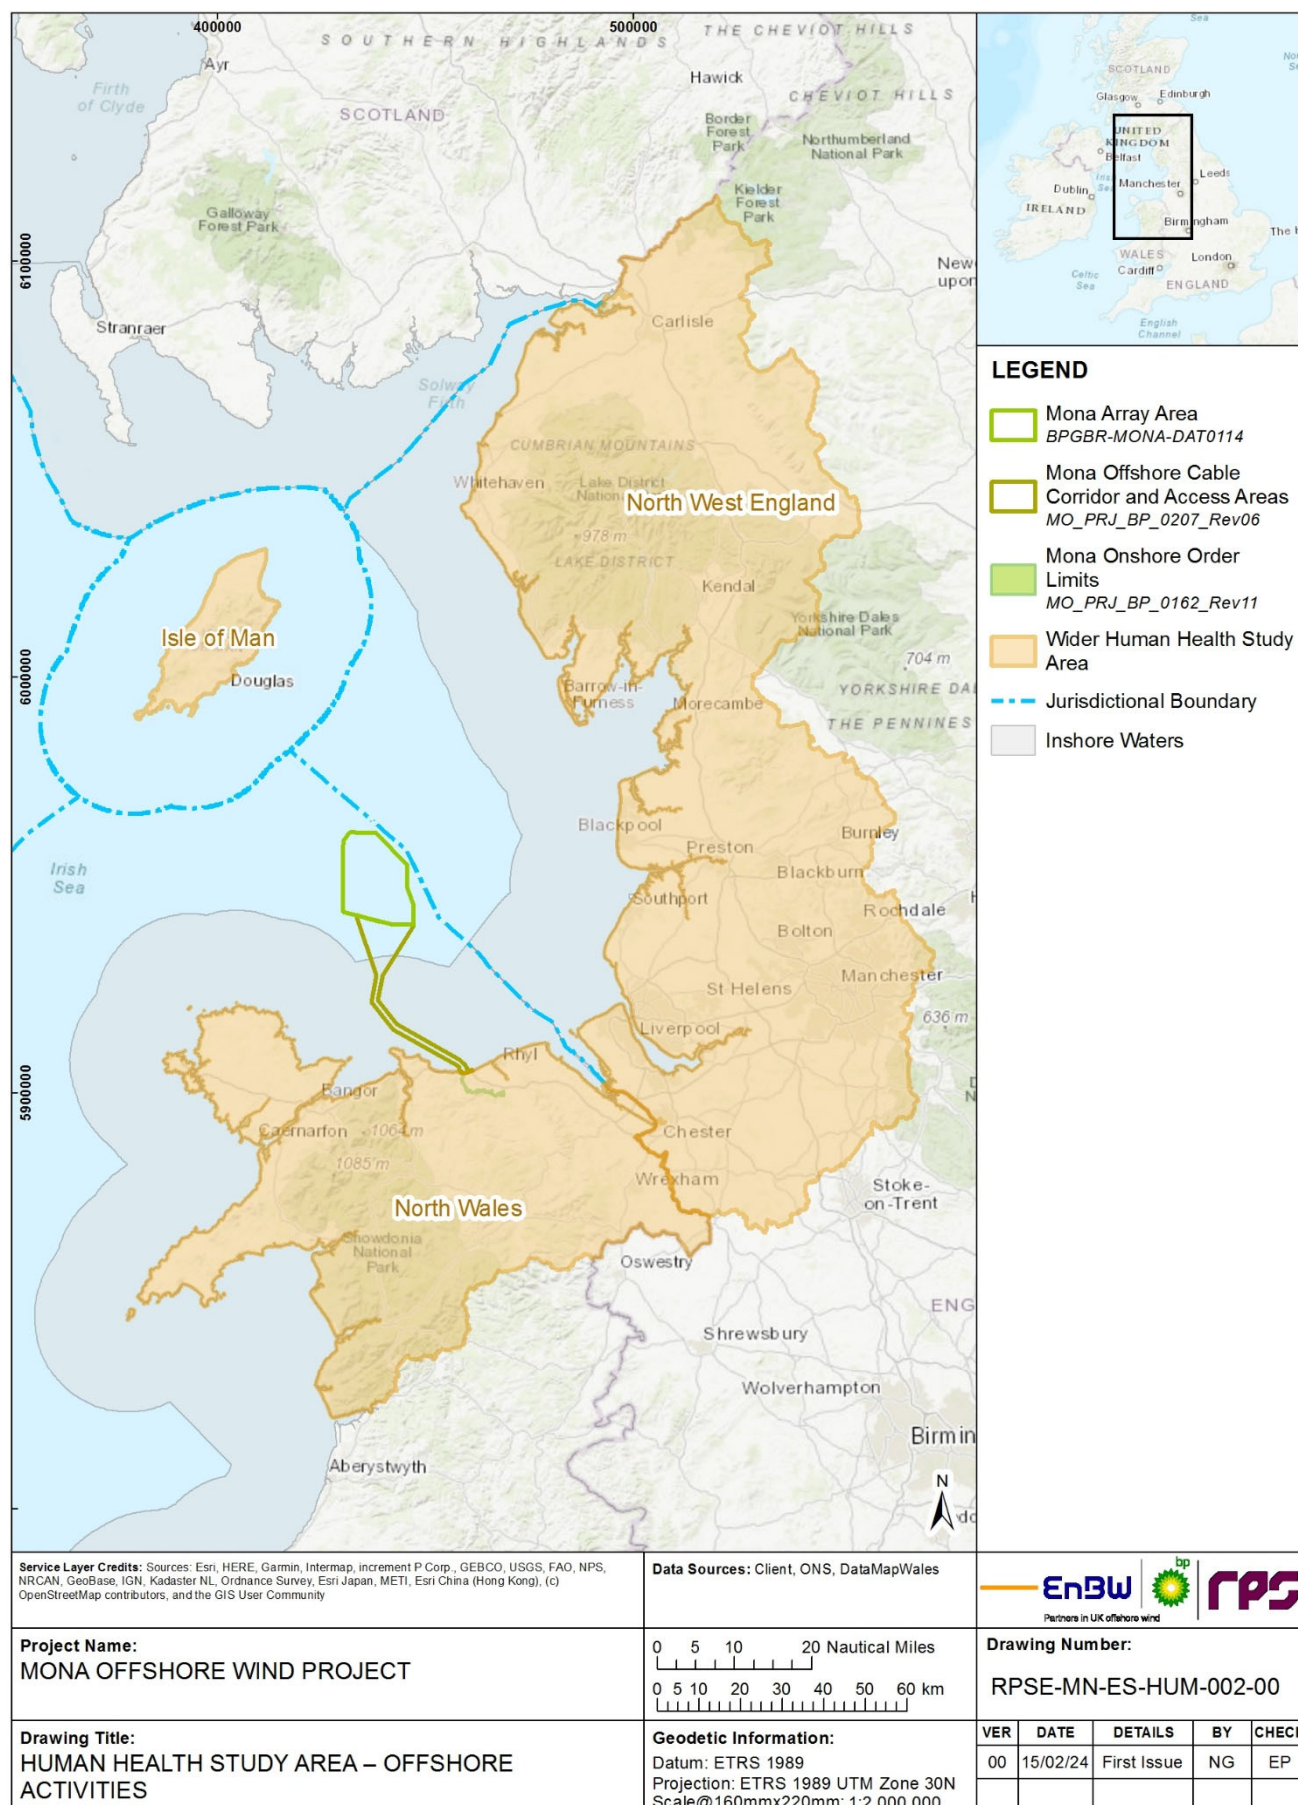 400000
500000
SOUTHERN HIGHLANDS
THE CHEVIOT HILLS
Ayr
Firth
of Clyde
Hawick
CHEVIOT HILLS
SCOTLAND
Border
Forest
Park
Northumberland
National Park
Galloway
Forest Park
Kielder
Forest
Park
6100000
Stranraer
Carlisle
Solway
Firth
CUMBRIAN MOUNTAINS
Whitehaven
Lake District
North West England
978 m
LAKE DISTRICT
Kendal
Isle of Man
Yorkshire Dales
National Park
704 m
6000000
Douglas
Barrow-in-
Furness
Morecambe
THE PENNINES
Blackpool
Burnley
Preston
Irish
Sea
Blackburn
Southport
Rochdale
Bolton
Manchester
St Helens
636 m
Liverpool
Rhyl
5900000
Bangor
Caernarfon
1064 m
Chester
1085 m
Wrexham
Stoke-
on-Trent
North Wales
Snowdonia
National
Park
Oswestry
ENG
Shrewsbury
Wolverhampton
Birmin
Aberystwyth
N
Sea
SCOTLAND
Glasgow
Edinburgh
UNITED
KINGDOM
Belfast
Leeds
Dublin
Manchester
IRELAND
Birmingham
WALES
London
Cardiff
Celtic
Sea
ENGLAND
English
Channel
LEGEND
Mona Array Area
BPGBR-MONA-DAT0114
Mona Offshore Cable
Corridor and Access Areas
MO_PRJ_BP_0207_Rev06
Mona Onshore Order
Limits
MO_PRJ_BP_0162_Rev11
Wider Human Health Study
Area
Jurisdictional Boundary
Inshore Waters
Service Layer Credits: Sources: Esri, HERE, Garmin, Intermap, increment P Corp., GEBCO, USGS, FAO, NPS,
NRCAN, GeoBase, IGN, Kadaster NL, Ordnance Survey, Esri Japan, METI, Esri China (Hong Kong), (c)
OpenStreetMap contributors, and the GIS User Community
Data Sources: Client, ONS, DataMapWales
EnBW
bp
rps
Partners in UK offshore wind
Project Name:
MONA OFFSHORE WIND PROJECT
0 5 10 20 Nautical Miles
0 5 10 20 30 40 50 60 km
Drawing Number:
RPSE-MN-ES-HUM-002-00
Drawing Title:
HUMAN HEALTH STUDY AREA – OFFSHORE
ACTIVITIES
Geodetic Information:
Datum: ETRS 1989
Projection: ETRS 1989 UTM Zone 30N
Scale@160mmx220mm: 1:2,000,000
VER DATE DETAILS BY CHECK
00 15/02/24 First Issue NG EP